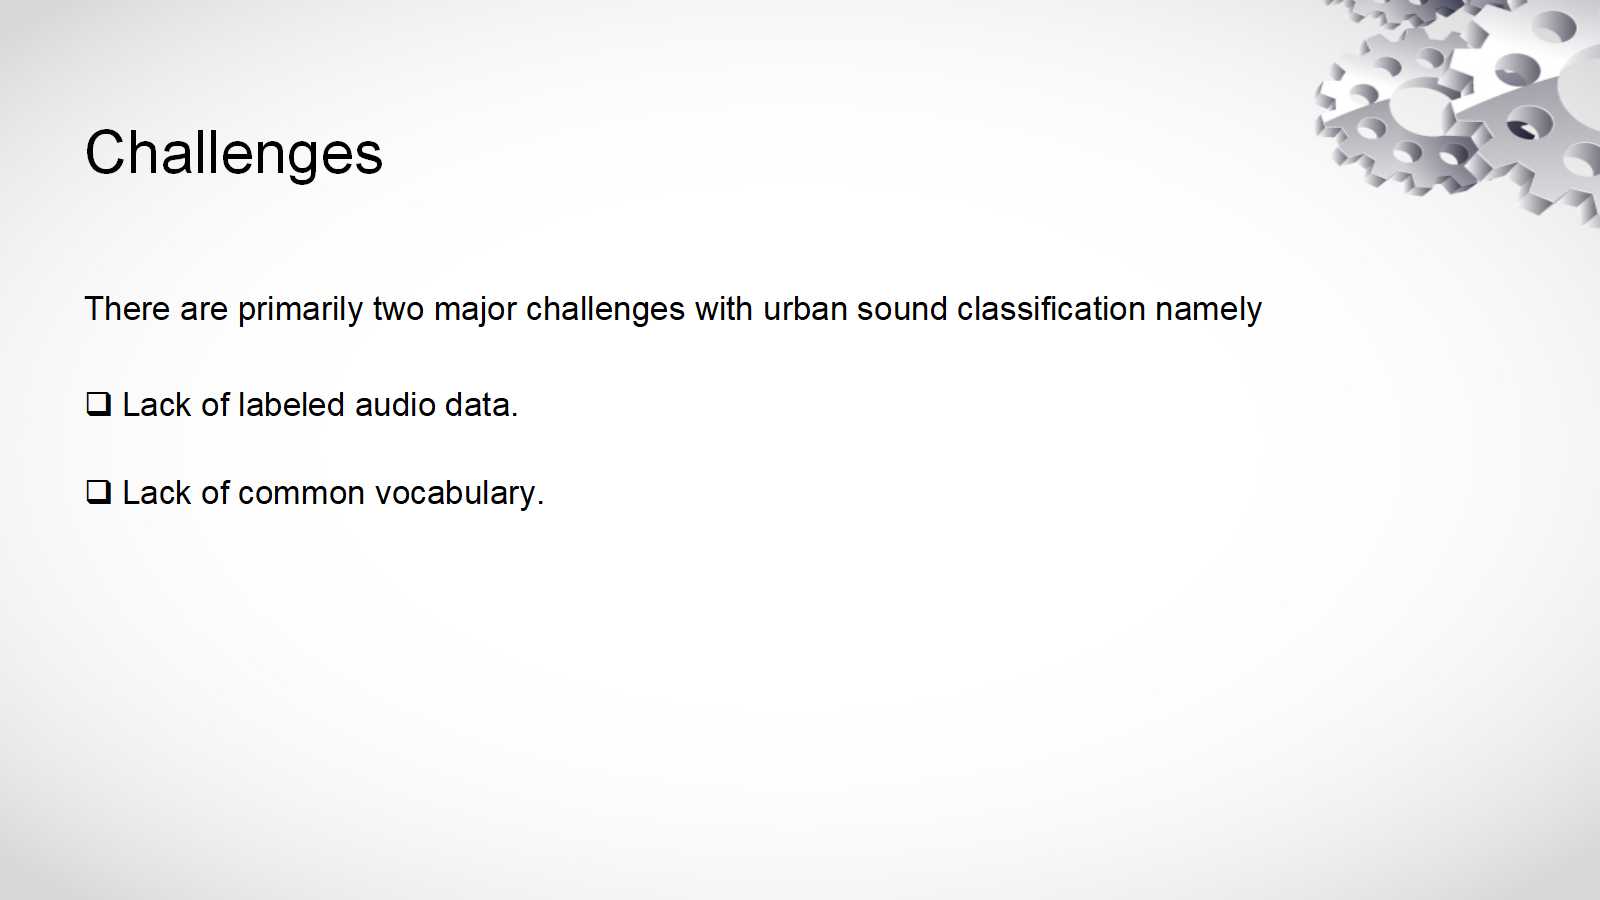 Challenges
There are primarily two major challenges with urban sound classification namely
❑ Lack of labeled audio data.
❑ Lack of common vocabulary.